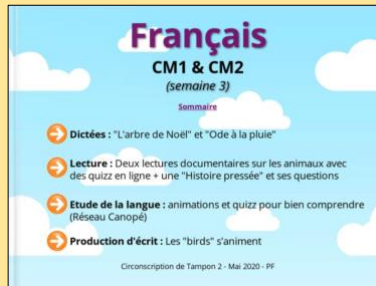 Français
CM1 & CM2
(semaine 3)
Sommaire
Dictées : "L'arbre de Noël" et "Ode à la pluie"
Lecture : Deux lectures documentaires sur les animaux avec
des quizz en ligne + une "Histoire pressée" et ses questions
Etude de la langue : animations et quizz pour bien comprendre
(Réseau Canopé)
Production d'écrit : Les "birds" s'animent
Circonscription de Tampon 2 - Mai 2020 - PF